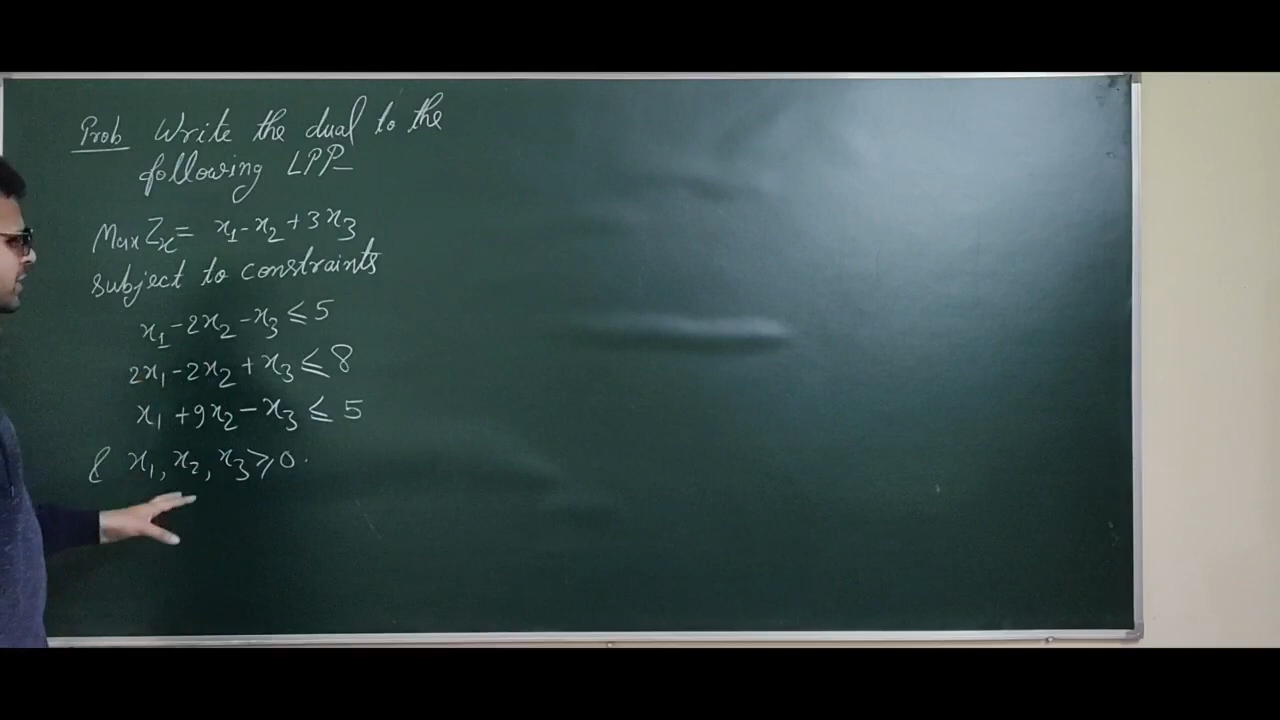 Prob Write the dual to the
following LPP_
Max Zx = x1 - x2 + 3x3
subject to constraints
x1 - 2x2 - x3 ≤ 5
2x1 - 2x2 + x3 ≤ 8
x1 + 9x2 - x3 ≤ 5
& x1, x2, x3 ≥ 0.